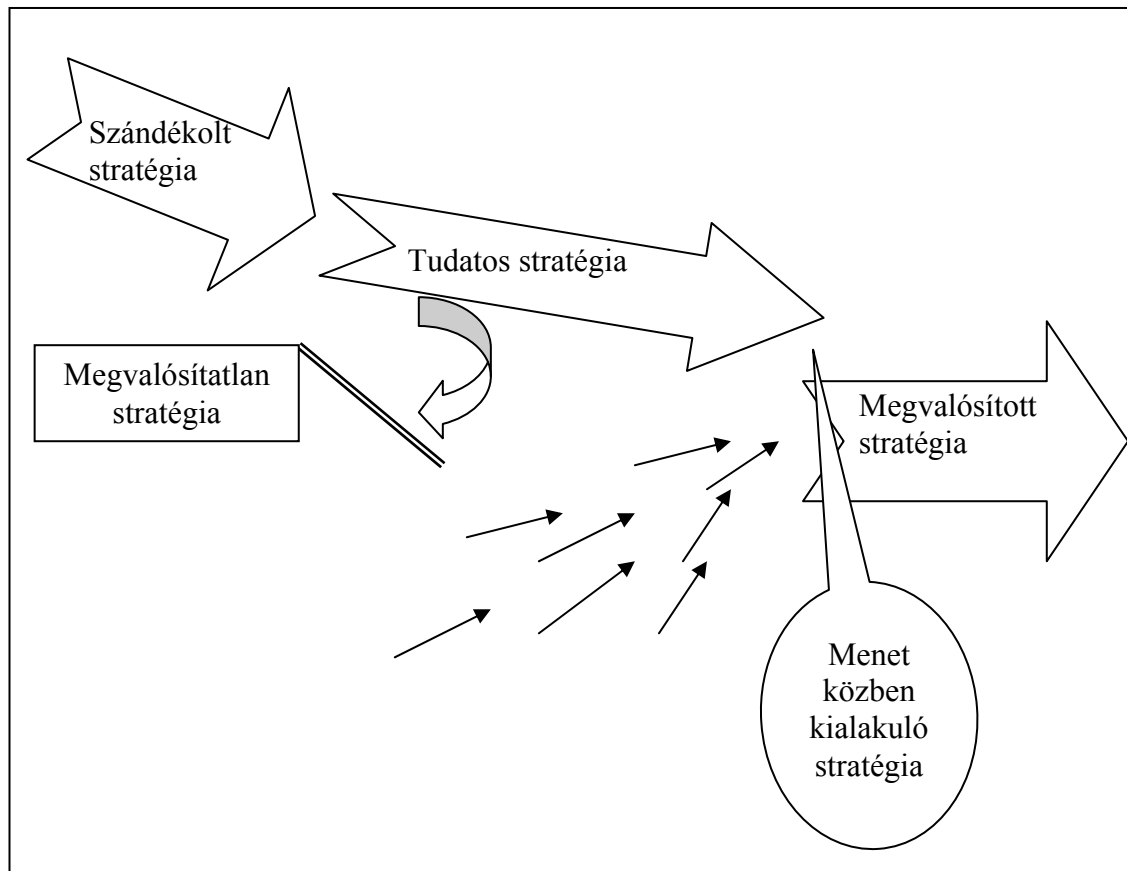 Szándékolt
stratégia
Tudatos stratégia
Megvalósítatlan
stratégia
Megvalósított
stratégia
Menet
közben
kialakuló
stratégia